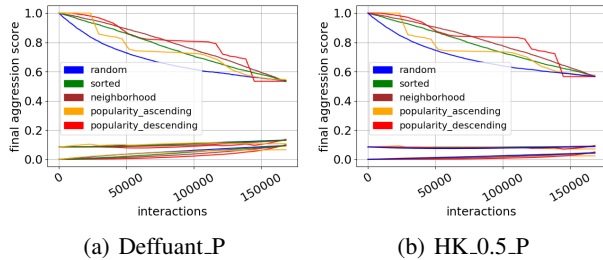 final aggression score
1.0
0.8
0.6
0.4
0.2
0.0
random
sorted
neighborhood
popularity_ascending
popularity_descending
0
50000
100000
150000
interactions
(a) Deffuant_P
final aggression score
1.0
0.8
0.6
0.4
0.2
0.0
random
sorted
neighborhood
popularity_ascending
popularity_descending
0
50000
100000
150000
interactions
(b) HK_0.5_P